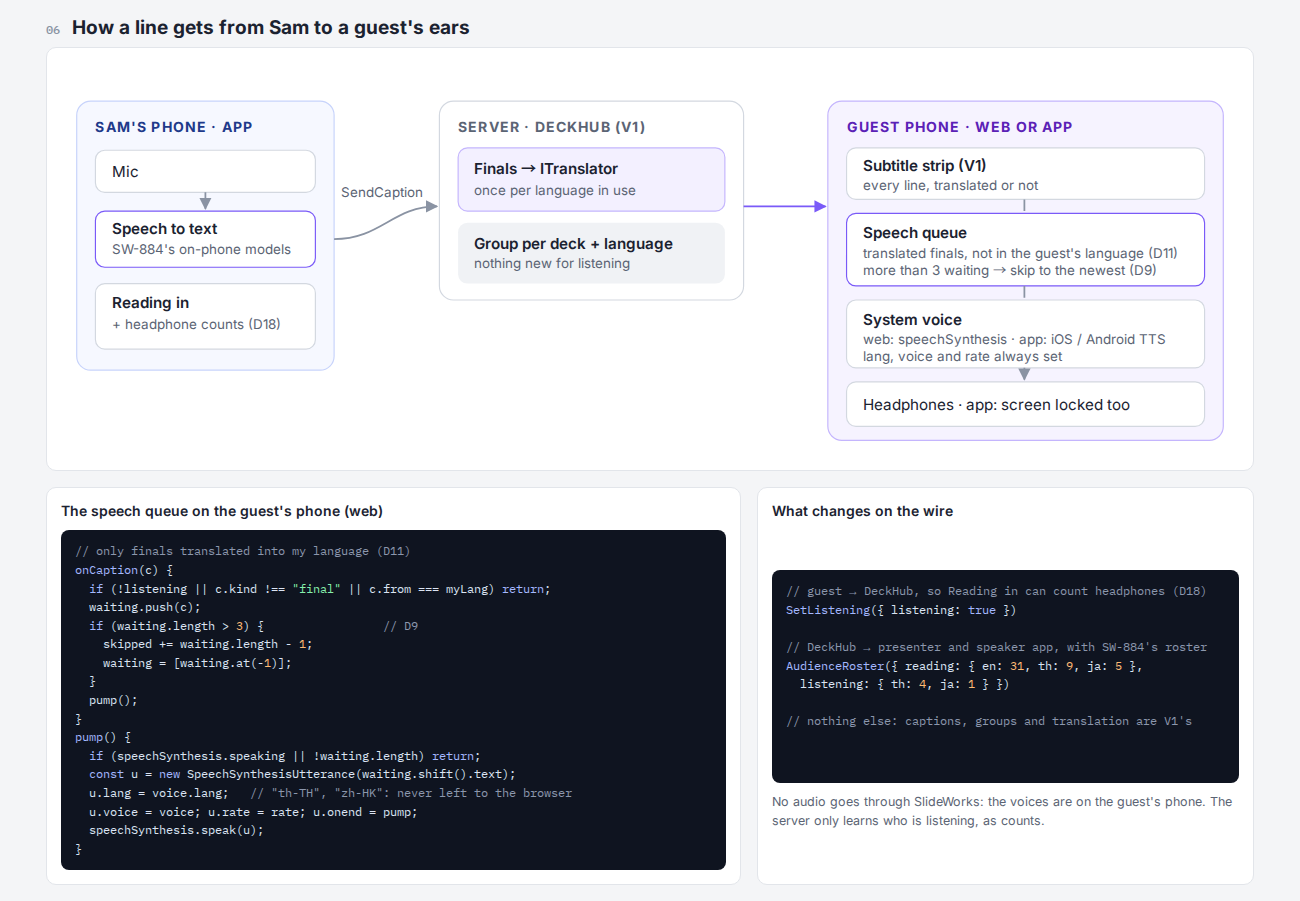 06 How a line gets from Sam to a guest's ears
SAM'S PHONE · APP
Mic
Speech to text
SW-884's on-phone models
Reading in
+ headphone counts (D18)
SendCaption
SERVER · DECKHUB (V1)
Finals → ITranslator
once per language in use
Group per deck + language
nothing new for listening
GUEST PHONE · WEB OR APP
Subtitle strip (V1)
every line, translated or not
Speech queue
translated finals, not in the guest's language (D11)
more than 3 waiting → skip to the newest (D9)
System voice
web: speechSynthesis · app: iOS / Android TTS
lang, voice and rate always set
Headphones · app: screen locked too
The speech queue on the guest's phone (web)
// only finals translated into my language (D11)
onCaption(c) {
  if (!listening || c.kind !== "final" || c.from === myLang) return;
  waiting.push(c);
  if (waiting.length > 3) {                 // D9
    skipped += waiting.length - 1;
    waiting = [waiting.at(-1)];
  }
  pump();
}
pump() {
  if (speechSynthesis.speaking || !waiting.length) return;
  const u = new SpeechSynthesisUtterance(waiting.shift().text);
  u.lang = voice.lang;   // "th-TH", "zh-HK": never left to the browser
  u.voice = voice; u.rate = rate; u.onend = pump;
  speechSynthesis.speak(u);
}
What changes on the wire
// guest → DeckHub, so Reading in can count headphones (D18)
SetListening({ listening: true })
// DeckHub → presenter and speaker app, with SW-884's roster
AudienceRoster({ reading: { en: 31, th: 9, ja: 5 },
  listening: { th: 4, ja: 1 } })
// nothing else: captions, groups and translation are V1's
No audio goes through SlideWorks: the voices are on the guest's phone. The
server only learns who is listening, as counts.